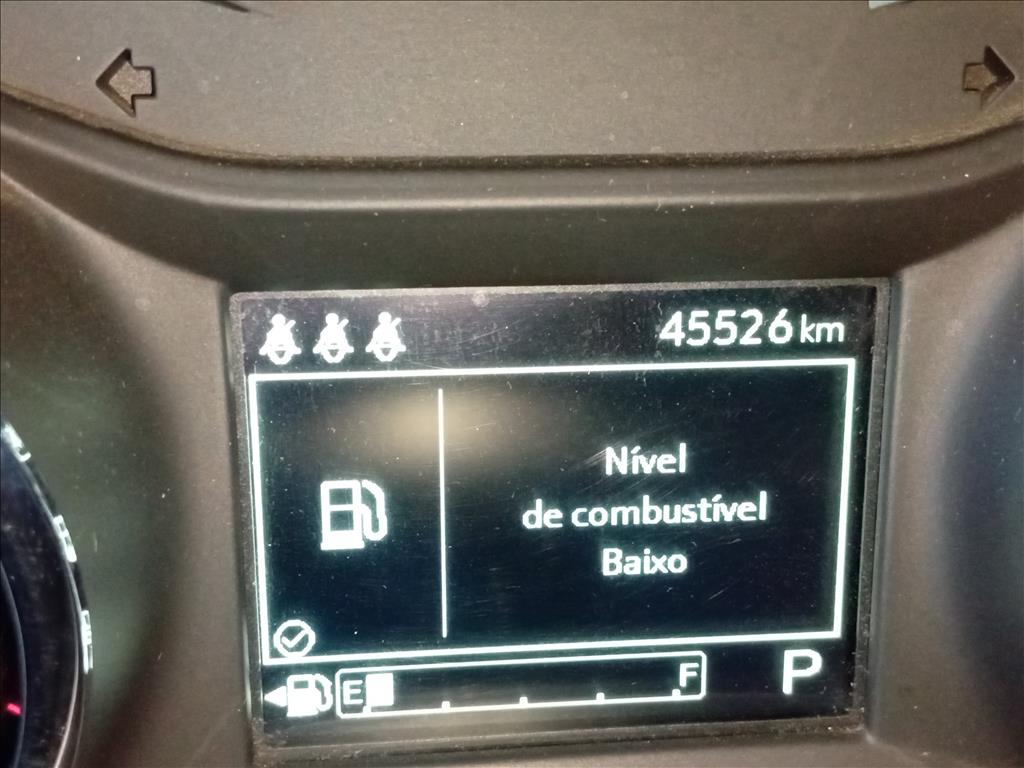 45526 km
Nível
de combustível
Baixo
E F P